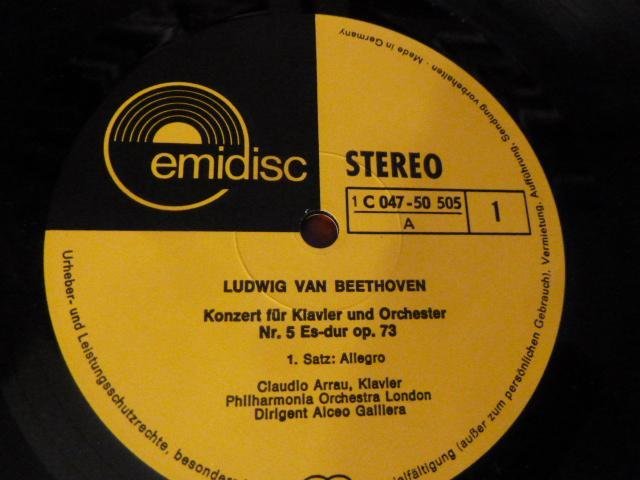 emidisc
STEREO
1 C 047-50 505
A
1
LUDWIG VAN BEETHOVEN
Konzert für Klavier und Orchester
Nr. 5 Es-dur op. 73
1. Satz: Allegro
Claudio Arrau, Klavier
Philharmonia Orchestra London
Dirigent Alceo Galliera
Urheber- und Leistungsschutzrechte, besonders
vielfältigung (außer zum persönlichen Gebrauch), Vermietung, Aufführung, Sendung vorbehalten · Made in Germany